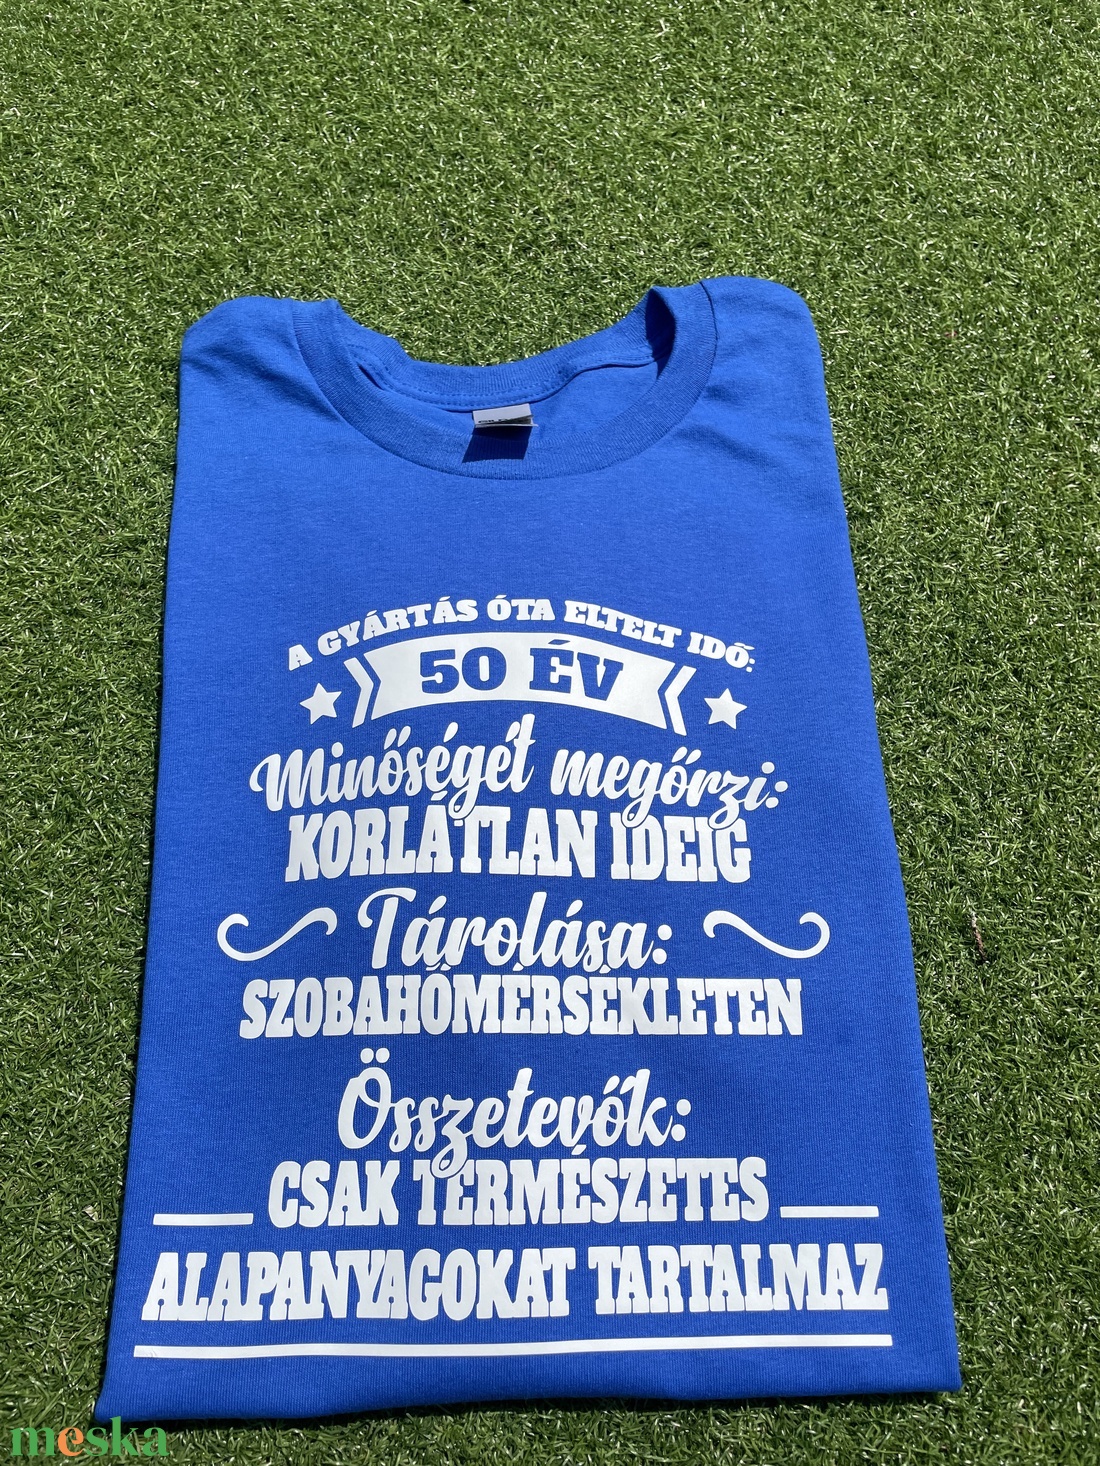 A GYÁRTÁS ÓTA ELTELT IDŐ:
50 ÉV
Minőségét megőrzi:
KORLÁTLAN IDEIG
Tárolása:
SZOBAHŐMÉRSÉKLETEN
Összetevők:
CSAK TERMÉSZETES
ALAPANYAGOKAT TARTALMAZ
meska